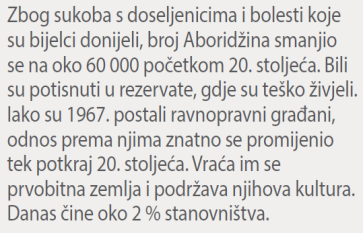 Zbog sukoba s doseljenicima i bolesti koje
su bijelci donijeli, broj Aboridžina smanjio
se na oko 60 000 početkom 20. stoljeća. Bili
su potisnuti u rezervate, gdje su teško živjeli.
Iako su 1967. postali ravnopravni građani,
odnos prema njima znatno se promijenio
tek potkraj 20. stoljeća. Vraća im se
prvobitna zemlja i podržava njihova kultura.
Danas čine oko 2 % stanovništva.